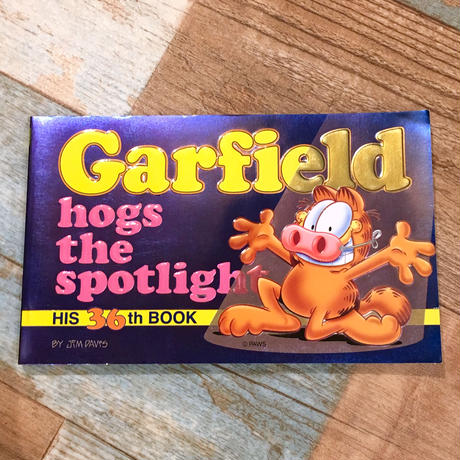 Garfield
hogs
the
spotlight
HIS 36th BOOK
BY JIM DAVIS
© PAWS